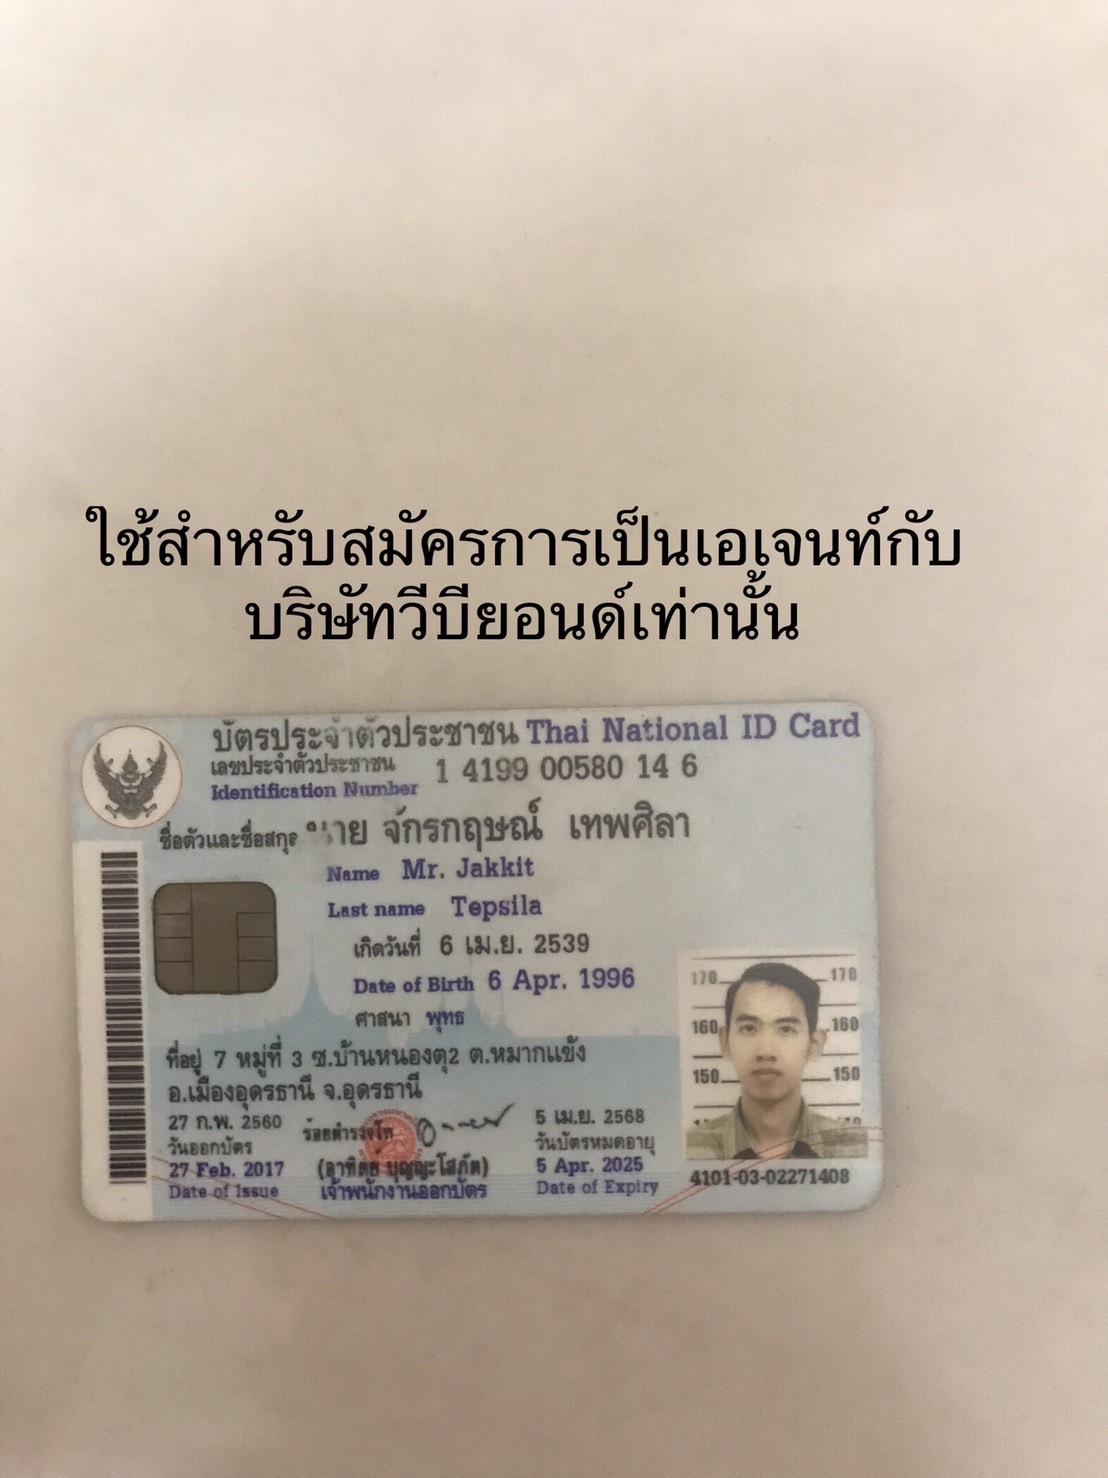 ใช้สำหรับสมัครการเป็นเอเจนท์กับ
บริษัทวีบียอนด์เท่านั้น
บัตรประจำตัวประชาชน Thai National ID Card
เลขประจำตัวประชาชน
Identification Number
1 4199 00580 14 6
ชื่อตัวและชื่อสกุล นาย จักรกฤษณ์ เทพศิลา
Name Mr. Jakkit
Last name Tepsila
เกิดวันที่ 6 เม.ย. 2539
Date of Birth 6 Apr. 1996
ศาสนา พุทธ
ที่อยู่ 7 หมู่ที่ 3 ซ.บ้านหนองตุ2 ต.หมากแข้ง
อ.เมืองอุดรธานี จ.อุดรธานี
27 ก.พ. 2560
วันออกบัตร
27 Feb. 2017
Date of Issue
ร้อยตำรวจโท
เจ้าพนักงานออกบัตร
5 เม.ย. 2568
วันบัตรหมดอายุ
5 Apr. 2025
Date of Expiry
170 170
160 160
150 150
4101-03-02271408